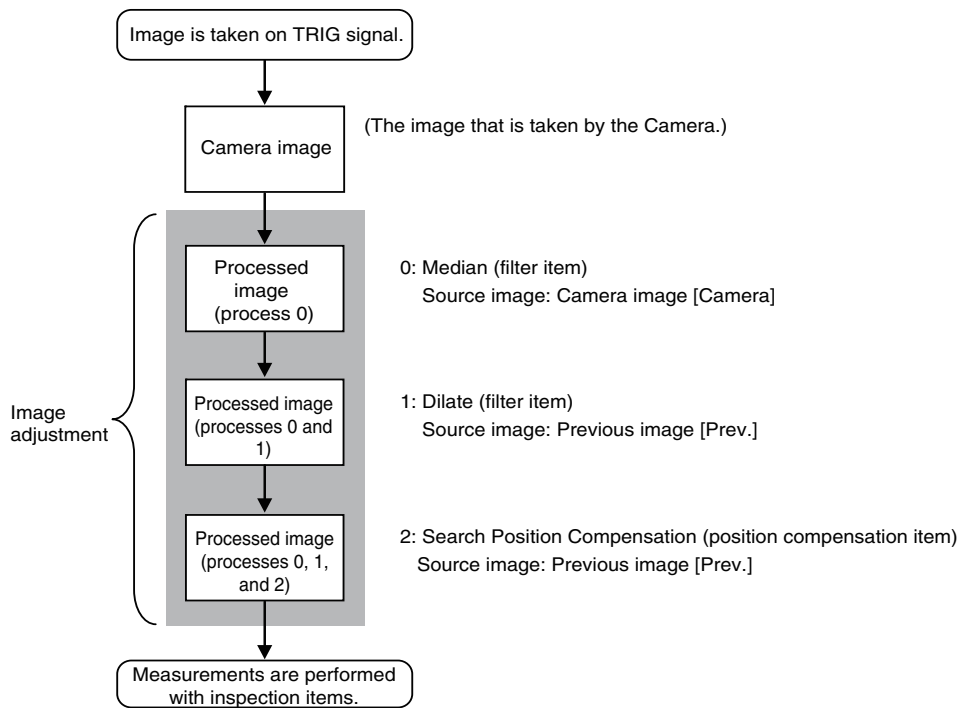 Image is taken on TRIG signal.
Camera image
(The image that is taken by the Camera.)
Processed
image
(process 0)
0: Median (filter item)
Source image: Camera image [Camera]
Image
adjustment
Processed image
(processes 0 and
1)
1: Dilate (filter item)
Source image: Previous image [Prev.]
Processed image
(processes 0, 1,
and 2)
2: Search Position Compensation (position compensation item)
Source image: Previous image [Prev.]
Measurements are performed
with inspection items.